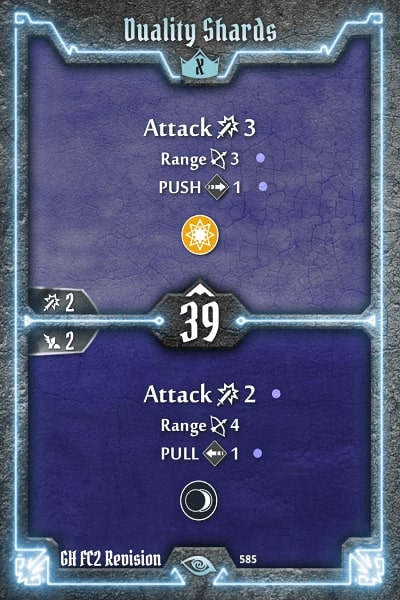 Duality Shards
X
Attack 3
Range 3
PUSH 1
2
39
2
Attack 2
Range 4
PULL 1
GH FC2 Revision
585